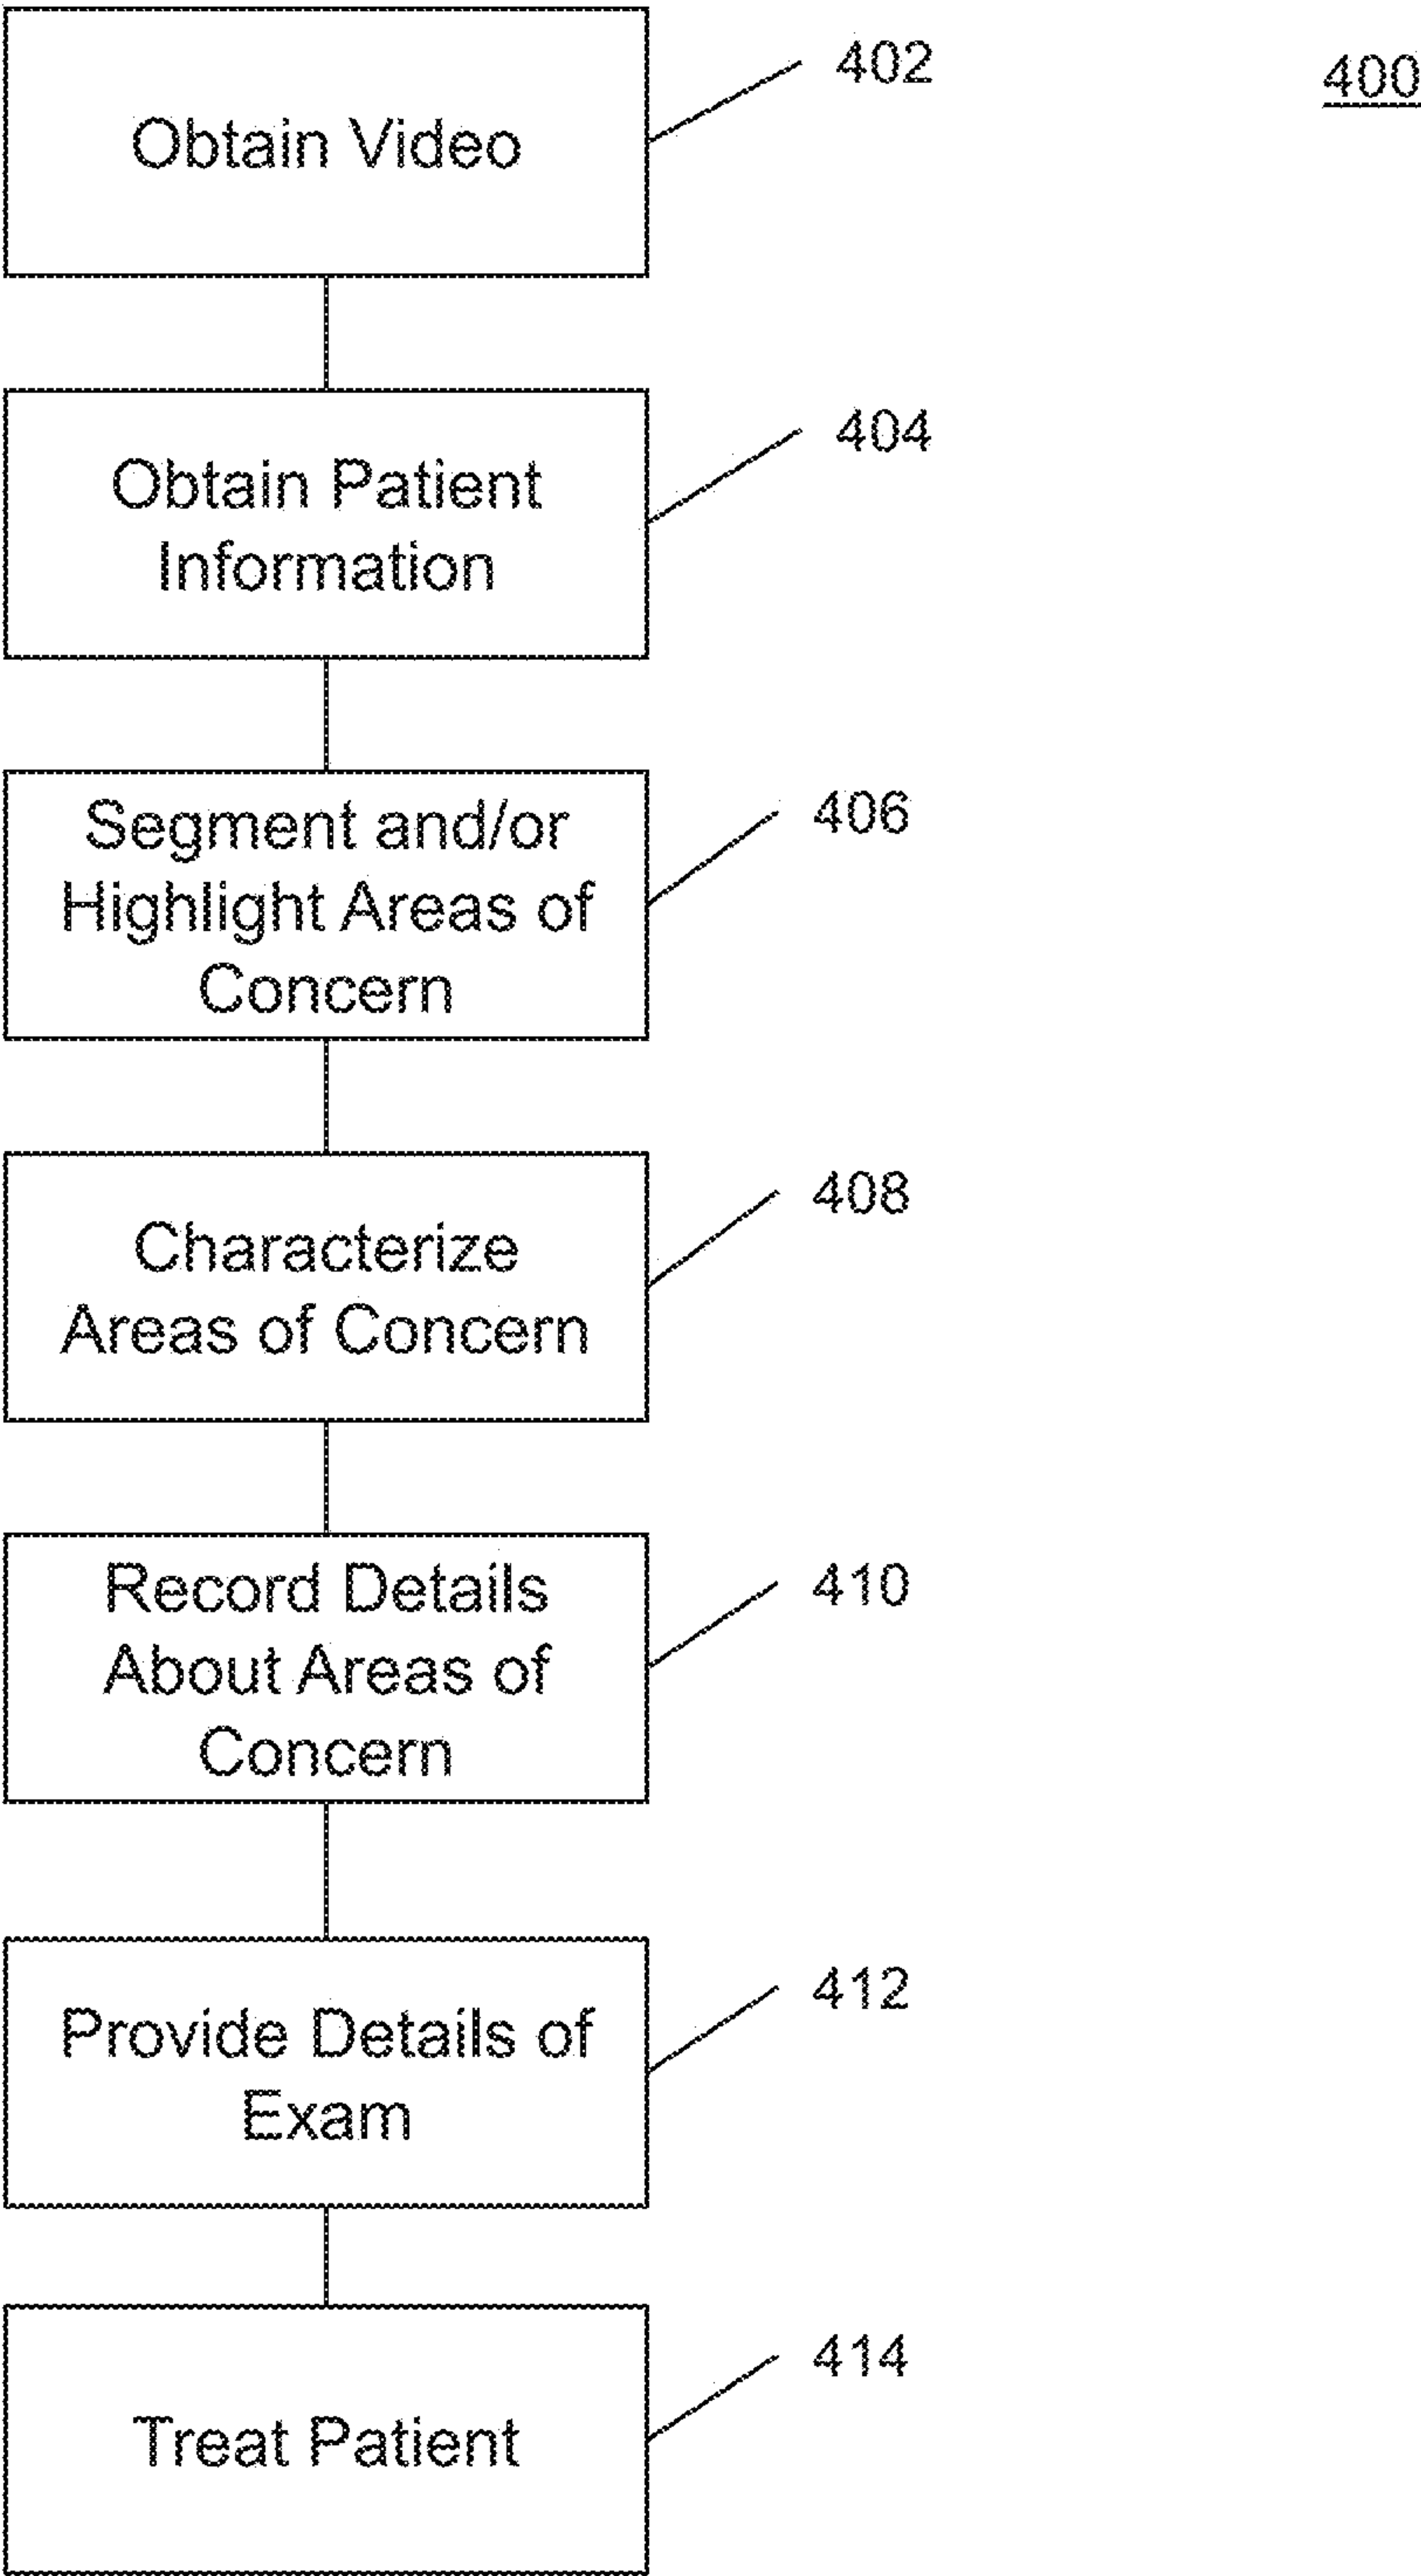 400
402
Obtain Video
404
Obtain Patient
Information
406
Segment and/or
Highlight Areas of
Concern
408
Characterize
Areas of Concern
410
Record Details
About Areas of
Concern
412
Provide Details of
Exam
414
Treat Patient